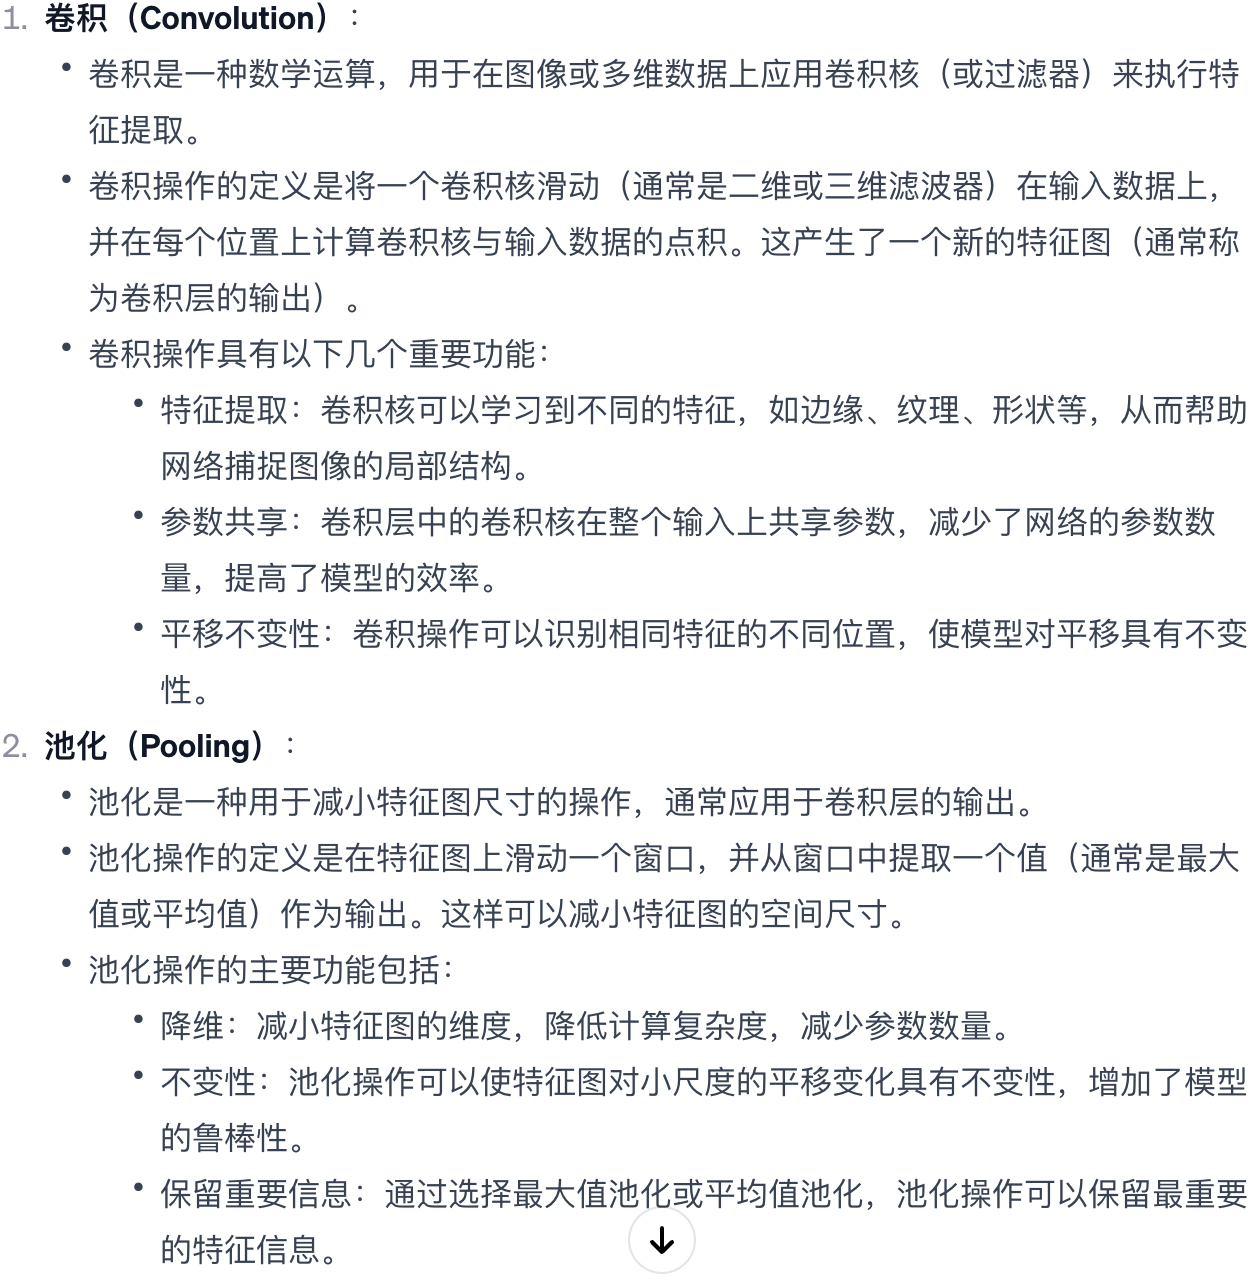 1. 卷积（Convolution）：
• 卷积是一种数学运算，用于在图像或多维数据上应用卷积核（或过滤器）来执行特
征提取。
• 卷积操作的定义是将一个卷积核滑动（通常是二维或三维滤波器）在输入数据上，
并在每个位置上计算卷积核与输入数据的点积。这产生了一个新的特征图（通常称
为卷积层的输出）。
• 卷积操作具有以下几个重要功能：
• 特征提取：卷积核可以学习到不同的特征，如边缘、纹理、形状等，从而帮助
网络捕捉图像的局部结构。
• 参数共享：卷积层中的卷积核在整个输入上共享参数，减少了网络的参数数
量，提高了模型的效率。
• 平移不变性：卷积操作可以识别相同特征的不同位置，使模型对平移具有不变
性。
2. 池化（Pooling）：
• 池化是一种用于减小特征图尺寸的操作，通常应用于卷积层的输出。
• 池化操作的定义是在特征图上滑动一个窗口，并从窗口中提取一个值（通常是最大
值或平均值）作为输出。这样可以减小特征图的空间尺寸。
• 池化操作的主要功能包括：
• 降维：减小特征图的维度，降低计算复杂度，减少参数数量。
• 不变性：池化操作可以使特征图对小尺度的平移变化具有不变性，增加了模型
的鲁棒性。
• 保留重要信息：通过选择最大值池化或平均值池化，池化操作可以保留最重要
的特征信息。